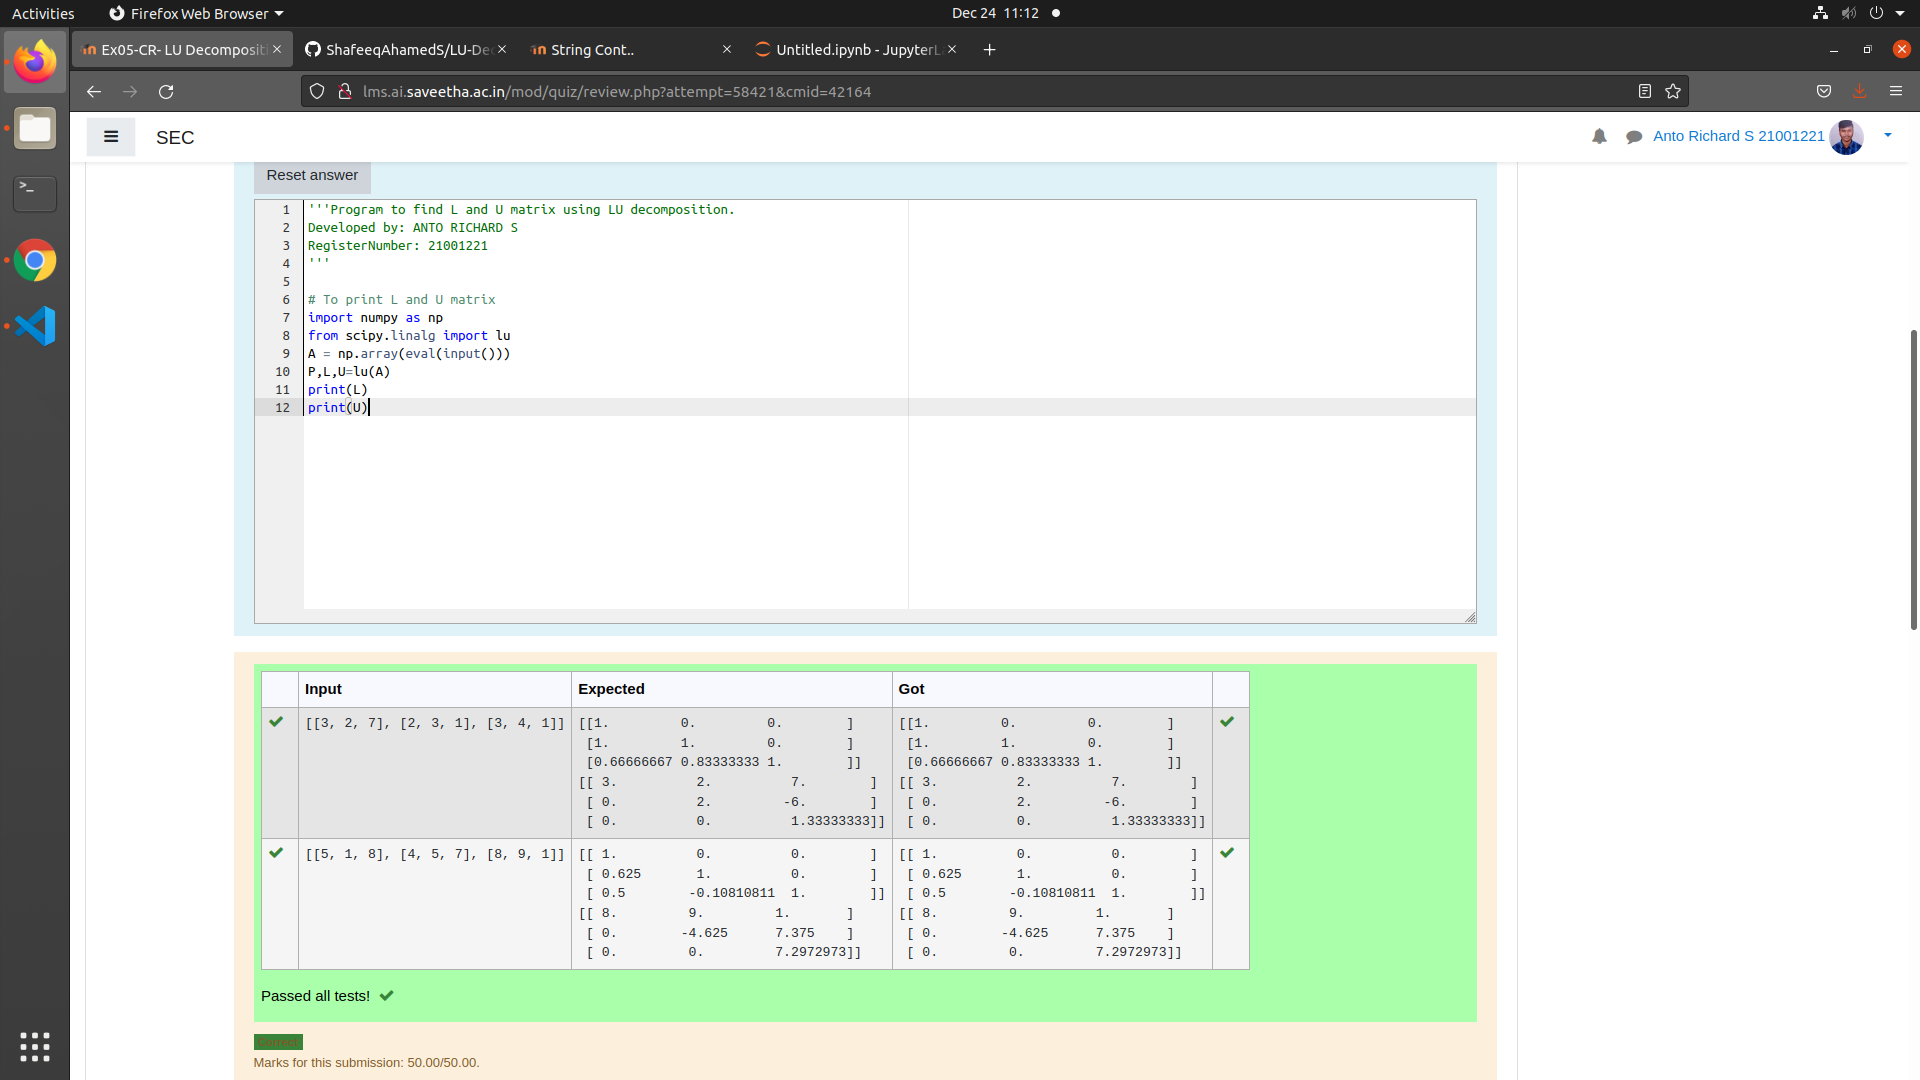 Activities
Firefox Web Browser
Dec 24 11:12
Ex05-CR- LU Decompositi
ShafeeqAhamedS/LU-De
String Cont..
Untitled.ipynb - JupyterL
lms.ai.saveetha.ac.in/mod/quiz/review.php?attempt=58421&cmid=42164
SEC
Anto Richard S 21001221
Reset answer
1 '''Program to find L and U matrix using LU decomposition.
2 Developed by: ANTO RICHARD S
3 RegisterNumber: 21001221
4 '''
5
6 # To print L and U matrix
7 import numpy as np
8 from scipy.linalg import lu
9 A = np.array(eval(input()))
10 P,L,U=lu(A)
11 print(L)
12 print(U)
Input Expected Got
[[3, 2, 7], [2, 3, 1], [3, 4, 1]] [[1. 0. 0. ] [[1. 0. 0. ]
[1. 1. 0. ] [1. 1. 0. ]
[0.66666667 0.83333333 1. ]] [0.66666667 0.83333333 1. ]]
[[ 3. 2. 7. ] [[ 3. 2. 7. ]
[ 0. 2. -6. ] [ 0. 2. -6. ]
[ 0. 0. 1.33333333]] [ 0. 0. 1.33333333]]
[[5, 1, 8], [4, 5, 7], [8, 9, 1]] [[ 1. 0. 0. ] [[ 1. 0. 0. ]
[ 0.625 1. 0. ] [ 0.625 1. 0. ]
[ 0.5 -0.10810811 1. ]] [ 0.5 -0.10810811 1. ]]
[[ 8. 9. 1. ] [[ 8. 9. 1. ]
[ 0. -4.625 7.375 ] [ 0. -4.625 7.375 ]
[ 0. 0. 7.2972973]] [ 0. 0. 7.2972973]]
Passed all tests!
Correct
Marks for this submission: 50.00/50.00.